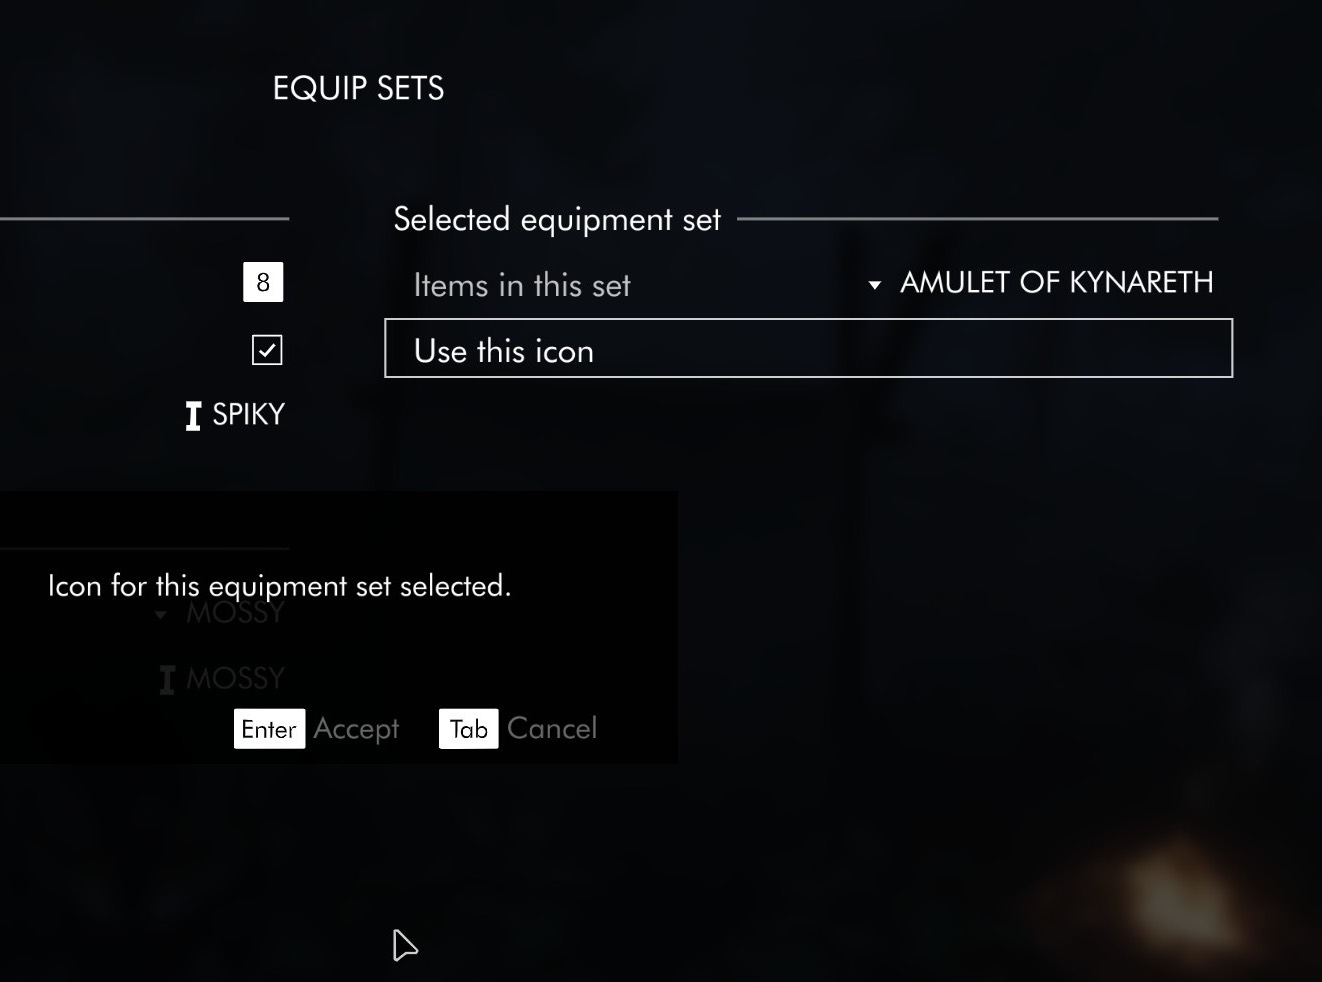 EQUIP SETS
Selected equipment set
8
Items in this set
AMULET OF KYNARETH
Use this icon
SPIKY
Icon for this equipment set selected.
MOSSY
MOSSY
Enter Accept Tab Cancel